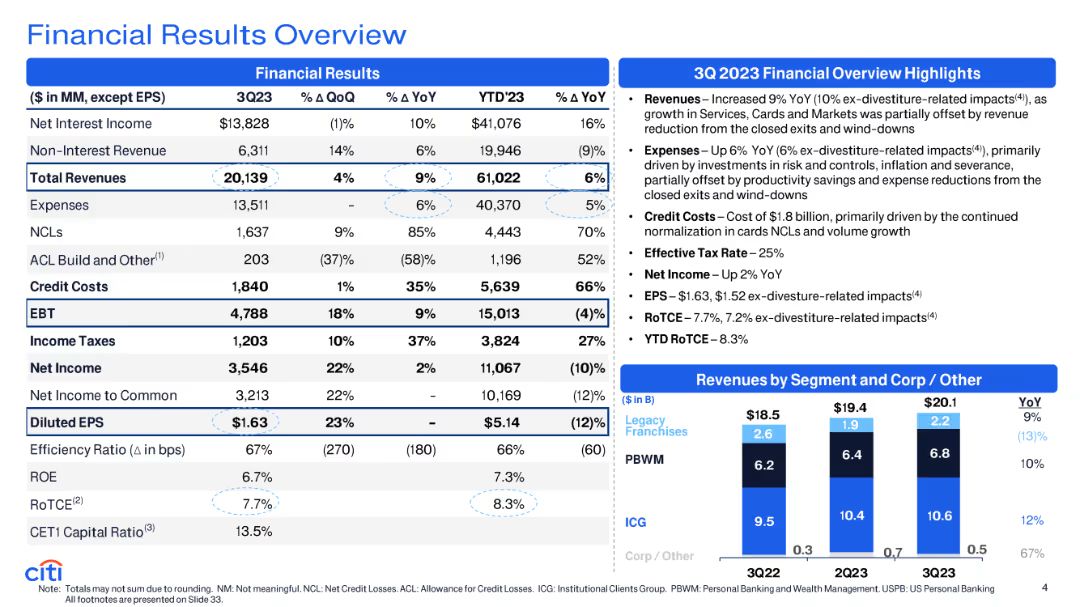 Financial Results Overview
Financial Results
($ in MM, except EPS) 3Q23 % Δ QoQ % Δ YoY YTD'23 % Δ YoY
Net Interest Income $13,828 (1)% 10% $41,076 16%
Non-Interest Revenue 6,311 14% 6% 19,946 (9)%
Total Revenues 20,139 4% 9% 61,022 6%
Expenses 13,511 – 6% 40,370 5%
NCLs 1,637 9% 85% 4,443 70%
ACL Build and Other(1) 203 (37)% (58)% 1,196 52%
Credit Costs 1,840 1% 35% 5,639 66%
EBT 4,788 18% 9% 15,013 (4)%
Income Taxes 1,203 10% 37% 3,824 27%
Net Income 3,546 22% 2% 11,067 (10)%
Net Income to Common 3,213 22% – 10,169 (12)%
Diluted EPS $1.63 23% – $5.14 (12)%
Efficiency Ratio (Δ in bps) 67% (270) (180) 66% (60)
ROE 6.7% 7.3%
RoTCE(2) 7.7% 8.3%
CET1 Capital Ratio(3) 13.5%
3Q 2023 Financial Overview Highlights
• Revenues – Increased 9% YoY (10% ex-divestiture-related impacts(4)), as
growth in Services, Cards and Markets was partially offset by revenue
reduction from the closed exits and wind-downs
• Expenses – Up 6% YoY (6% ex-divestiture-related impacts(4)), primarily
driven by investments in risk and controls, inflation and severance,
partially offset by productivity savings and expense reductions from the
closed exits and wind-downs
• Credit Costs – Cost of $1.8 billion, primarily driven by the continued
normalization in cards NCLs and volume growth
• Effective Tax Rate – 25%
• Net Income – Up 2% YoY
• EPS – $1.63, $1.52 ex-divesture-related impacts(4)
• RoTCE – 7.7%, 7.2% ex-divestiture-related impacts(4)
• YTD RoTCE – 8.3%
Revenues by Segment and Corp / Other
($ in B) $18.5 $19.4 $20.1 YoY
9%
Legacy
Franchises 2.6 1.9 2.2 (13)%
PBWM 6.2 6.4 6.8 10%
ICG 9.5 10.4 10.6 12%
Corp / Other 0.3 0.7 0.5 67%
3Q22 2Q23 3Q23
citi
Note: Totals may not sum due to rounding. NM: Not meaningful. NCL: Net Credit Losses. ACL: Allowance for Credit Losses. ICG: Institutional Clients Group. PBWM: Personal Banking and Wealth Management. USPB: US Personal Banking
All footnotes are presented on Slide 33.
4